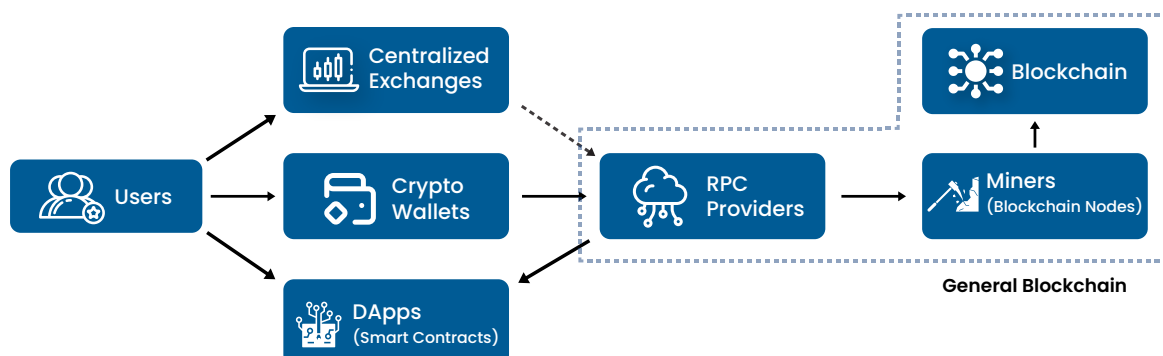 Centralized
Exchanges
Blockchain
Users
Crypto
Wallets
RPC
Providers
Miners
(Blockchain Nodes)
General Blockchain
DApps
(Smart Contracts)